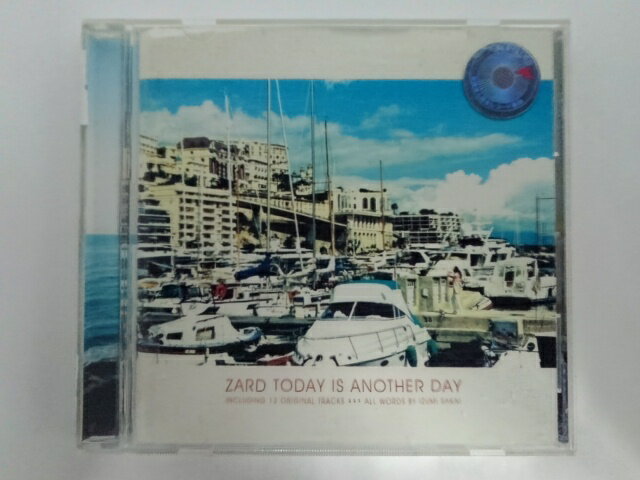 ZARD TODAY IS ANOTHER DAY
INCLUDING 13 ORIGINAL TRACKS *** ALL WORDS BY IZUMI SAKAI